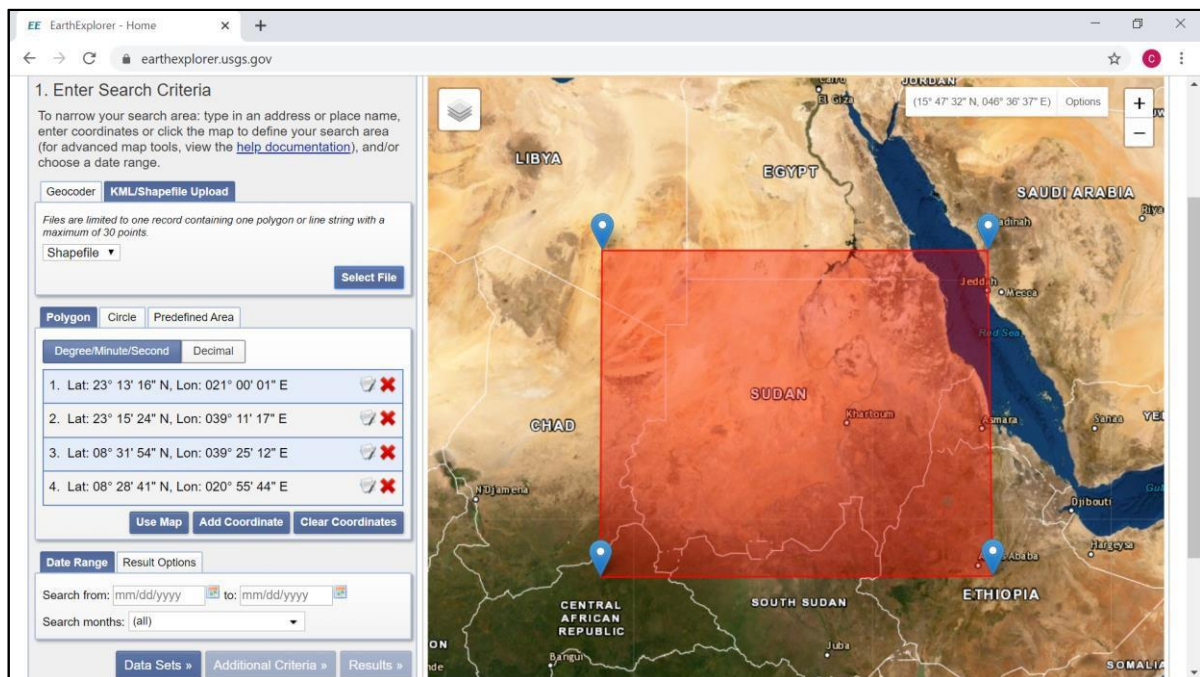 EE EarthExplorer - Home
earthexplorer.usgs.gov
C
1. Enter Search Criteria
To narrow your search area: type in an address or place name,
enter coordinates or click the map to define your search area
(for advanced map tools, view the help documentation), and/or
choose a date range.
Geocoder KML/Shapefile Upload
Files are limited to one record containing one polygon or line string with a
maximum of 30 points.
Shapefile
Select File
Polygon Circle Predefined Area
Degree/Minute/Second Decimal
1. Lat: 23° 13' 16" N, Lon: 021° 00' 01" E
2. Lat: 23° 15' 24" N, Lon: 039° 11' 17" E
3. Lat: 08° 31' 54" N, Lon: 039° 25' 12" E
4. Lat: 08° 28' 41" N, Lon: 020° 55' 44" E
Use Map Add Coordinate Clear Coordinates
Date Range Result Options
Search from: mm/dd/yyyy to: mm/dd/yyyy
Search months: (all)
Data Sets » Additional Criteria » Results »
JORDAN
El Giza
(15° 47' 32" N, 046° 36' 37" E) Options
+
−
LIBYA
EGYPT
SAUDI ARABIA
Jeddah
Mecca
Red Sea
SUDAN
Khartoum
CHAD
Asmara
Sanaa
N'Djamena
Djibouti
Hargeysa
Ababa
ETHIOPIA
CENTRAL
AFRICAN
REPUBLIC
SOUTH SUDAN
Juba
Bangui
SOMALIA